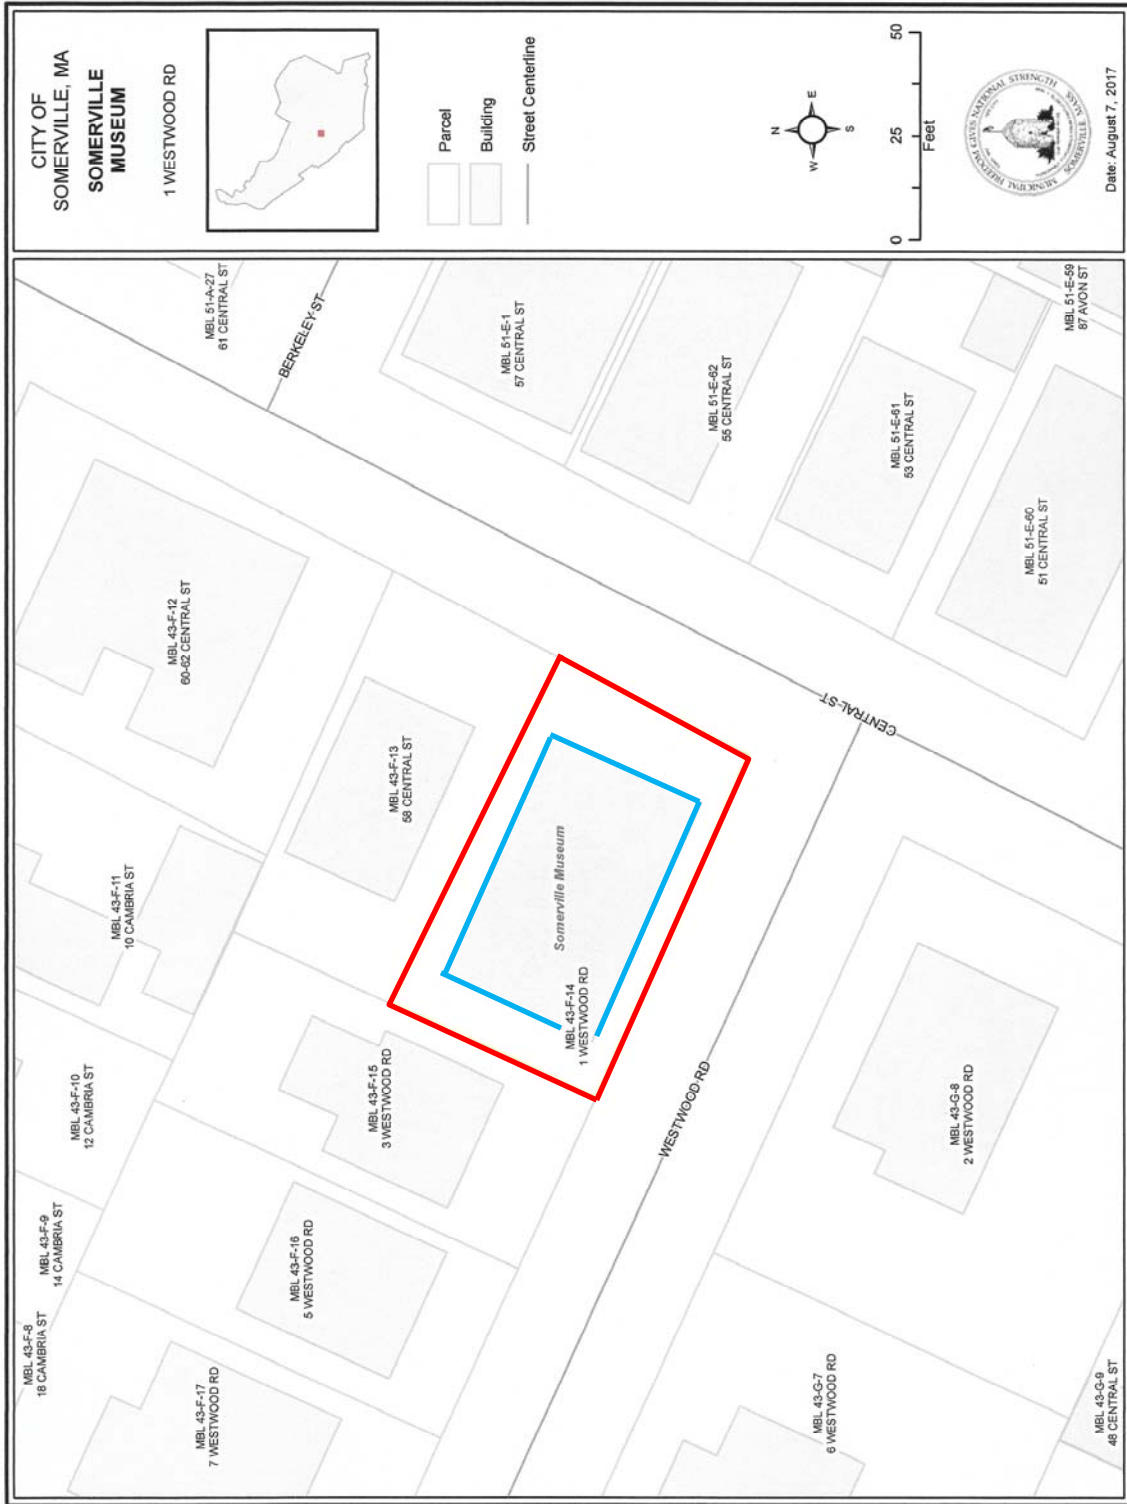 CITY OF
SOMERVILLE, MA
SOMERVILLE
MUSEUM
1 WESTWOOD RD
Parcel
Building
Street Centerline
N
W
E
S
0
25
50
Feet
MUNICIPAL FREEDOM GIVES NATIONAL STRENGTH
SOMERVILLE MASS
Date: August 7, 2017
MBL 43-F-8
18 CAMBRIA ST
MBL 43-F-9
14 CAMBRIA ST
MBL 43-F-10
12 CAMBRIA ST
MBL 43-F-11
10 CAMBRIA ST
MBL 43-F-12
60-62 CENTRAL ST
MBL 51-A-27
61 CENTRAL ST
BERKELEY ST
MBL 43-F-17
7 WESTWOOD RD
MBL 43-F-16
5 WESTWOOD RD
MBL 43-F-15
3 WESTWOOD RD
MBL 43-F-13
58 CENTRAL ST
MBL 51-E-1
57 CENTRAL ST
Somerville Museum
MBL 43-F-14
1 WESTWOOD RD
MBL 51-E-62
55 CENTRAL ST
WESTWOOD RD
CENTRAL ST
MBL 51-E-61
53 CENTRAL ST
MBL 43-G-7
6 WESTWOOD RD
MBL 43-G-8
2 WESTWOOD RD
MBL 51-E-60
51 CENTRAL ST
MBL 43-G-9
48 CENTRAL ST
MBL 51-E-59
87 AVON ST